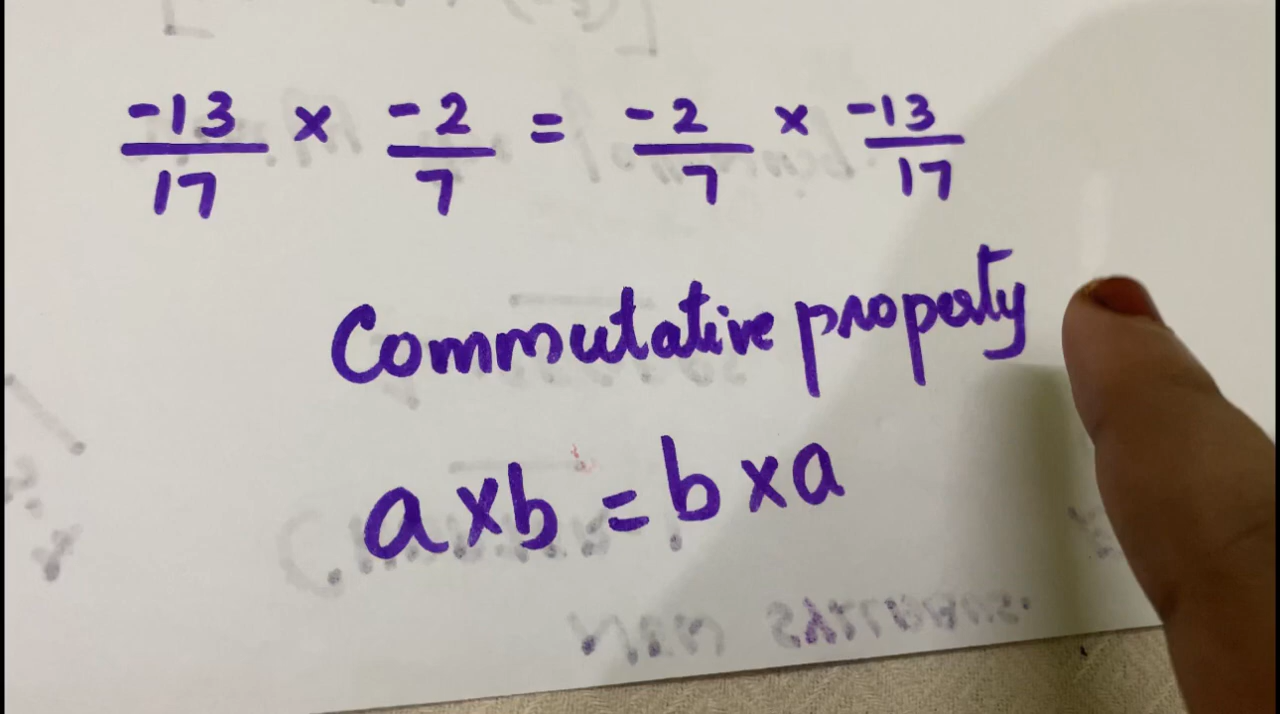 -13/17 × -2/7 = -2/7 × -13/17
Commutative property
a×b = b×a